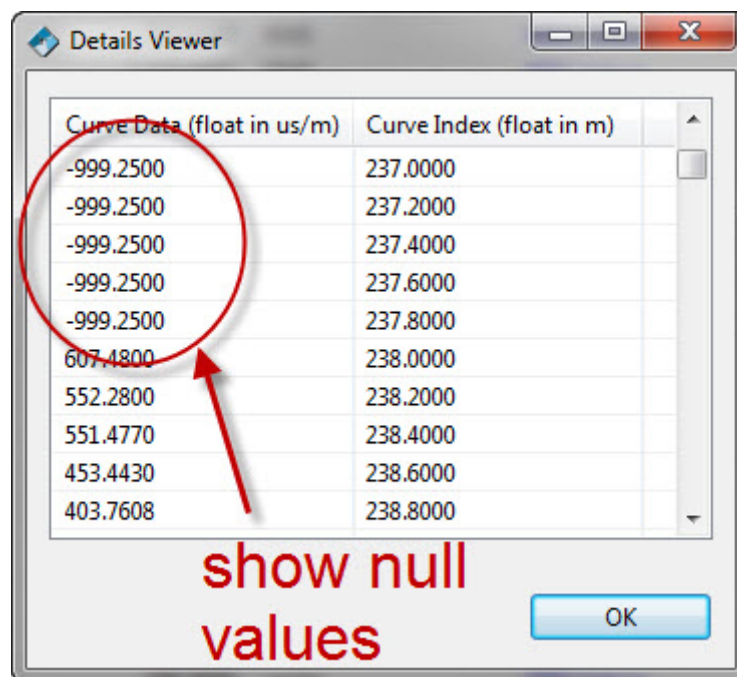 Details Viewer
Curve Data (float in us/m) Curve Index (float in m)
-999.2500 237.0000
-999.2500 237.2000
-999.2500 237.4000
-999.2500 237.6000
-999.2500 237.8000
607.4800 238.0000
552.2800 238.2000
551.4770 238.4000
453.4430 238.6000
403.7608 238.8000
show null
values
OK